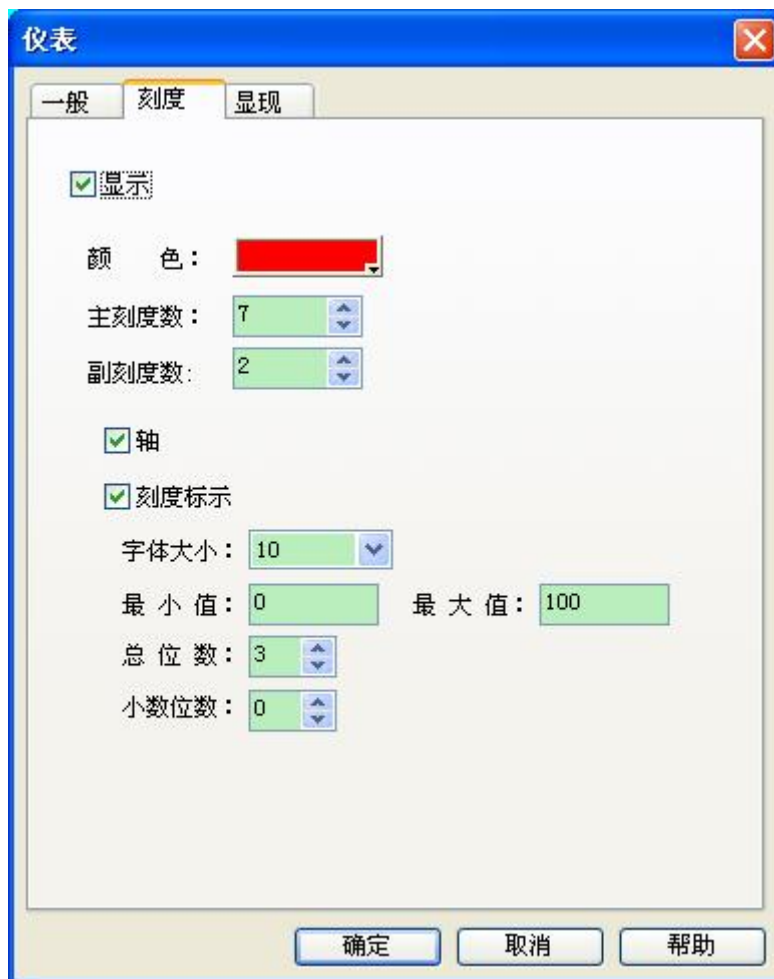 仪表
一般 刻度 显现
显示
颜 色：
主刻度数： 7
副刻度数: 2
轴
刻度标示
字体大小： 10
最 小 值： 0 最 大 值： 100
总 位 数： 3
小数位数： 0
确定 取消 帮助